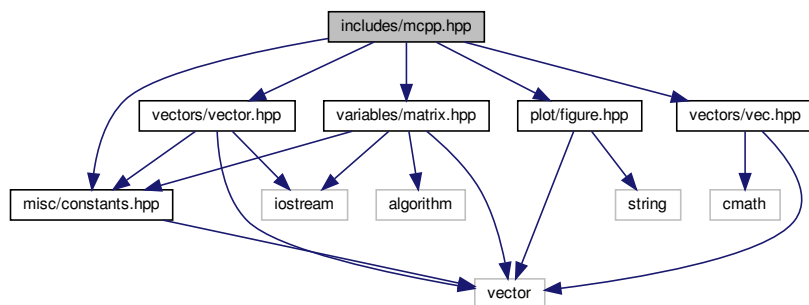 includes/mcpp.hpp
vectors/vector.hpp
variables/matrix.hpp
plot/figure.hpp
vectors/vec.hpp
misc/constants.hpp
iostream
algorithm
string
cmath
vector